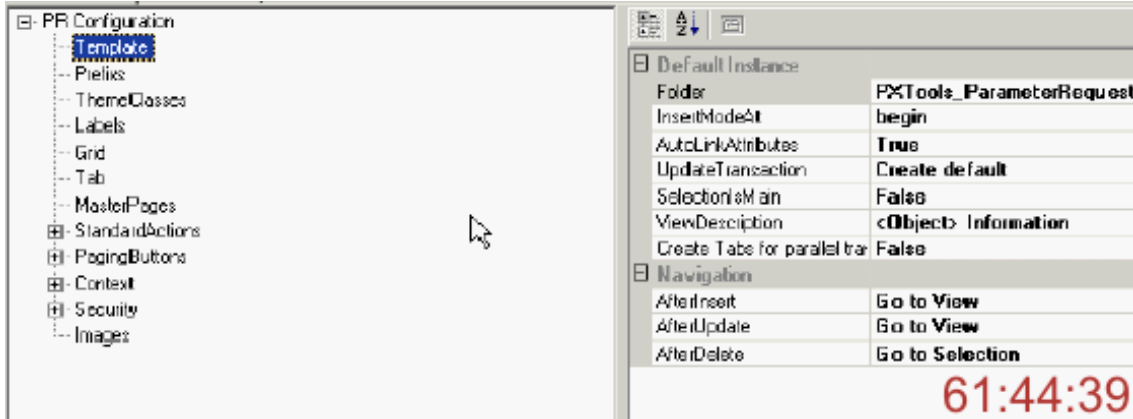 PR Configuration
Template
Prefixs
ThemeClasses
Labels
Grid
Tab
MasterPages
StandardActions
PagingButtons
Context
Security
Images
Default Instance
Folder PXTools_ParameterRequest
InsertModeAt begin
AutoLinkAttributes True
UpdateTransaction Create default
SelectionIsMain False
ViewDescription <Object> Information
Create Tabs for parallel trar False
Navigation
AfterInsert Go to View
AfterUpdate Go to View
AfterDelete Go to Selection
61:44:39